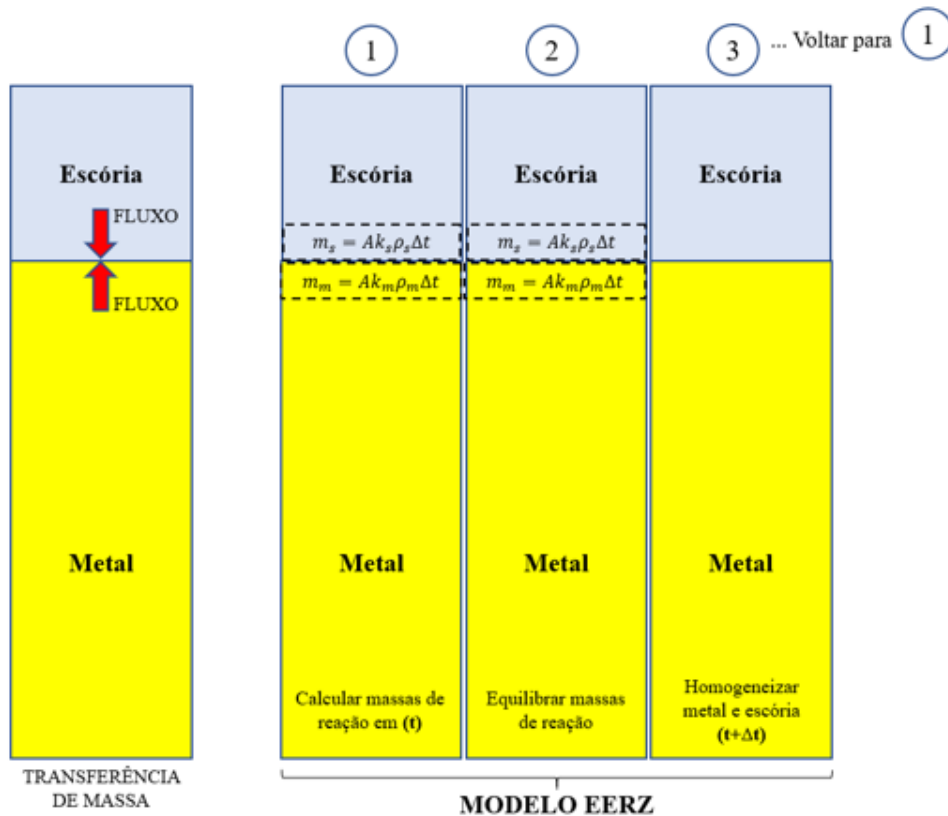 1
2
3
... Voltar para 1
Escória
FLUXO
FLUXO
Metal
TRANSFERÊNCIA
DE MASSA
Escória
m_s = Ak_sρ_sΔt
m_m = Ak_mρ_mΔt
Metal
Calcular massas de
reação em (t)
Escória
m_s = Ak_sρ_sΔt
m_m = Ak_mρ_mΔt
Metal
Equilibrar massas
de reação
Escória
Metal
Homogeneizar
metal e escória
(t+Δt)
MODELO EERZ